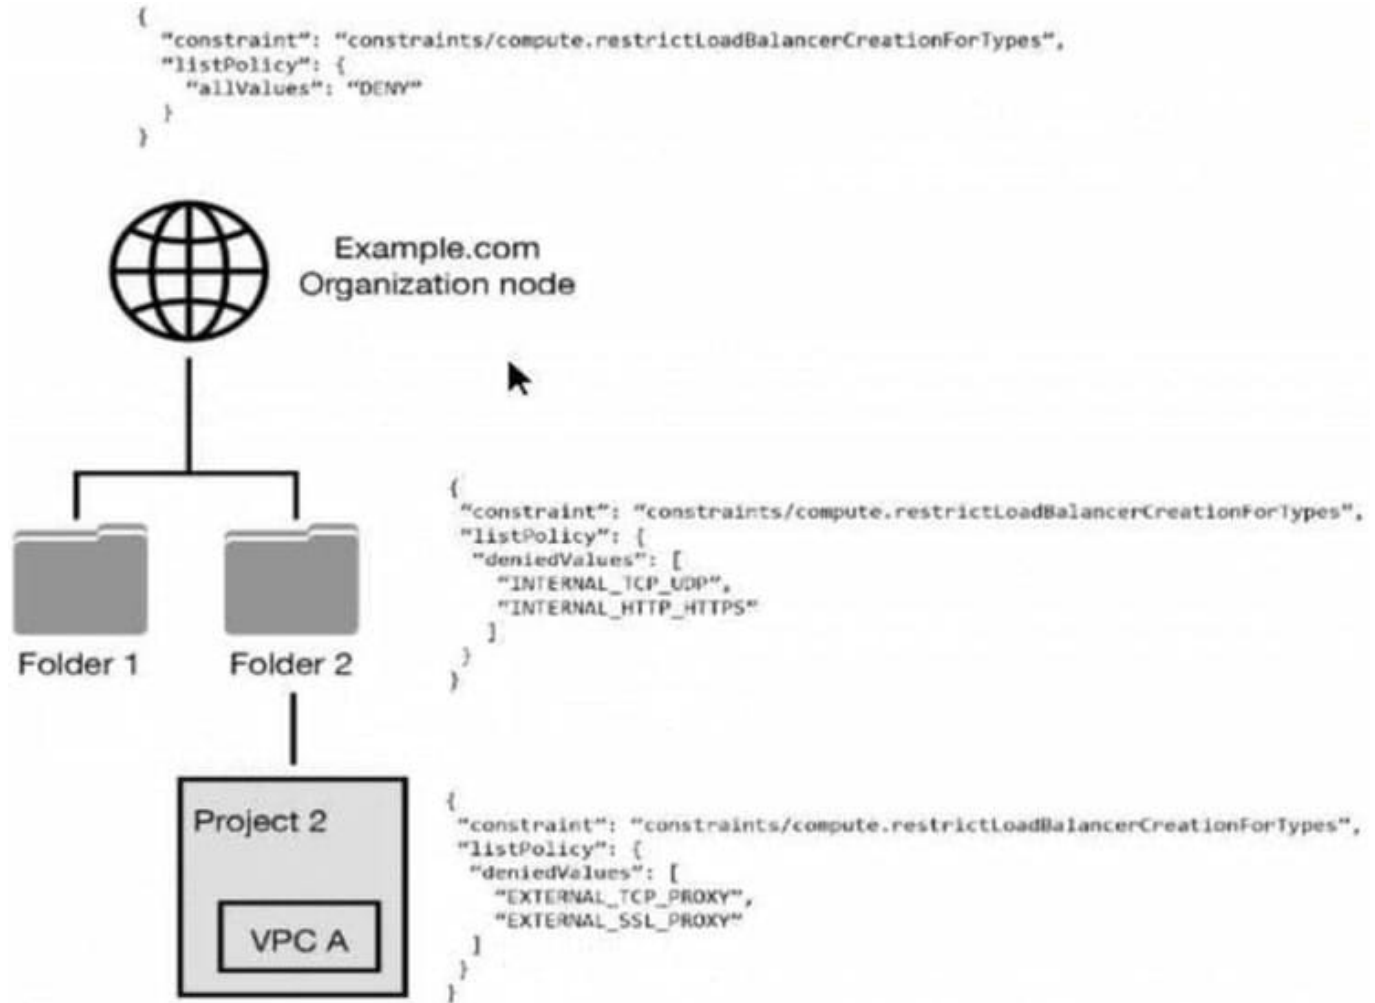 {
"constraint": "constraints/compute.restrictLoadBalancerCreationForTypes",
"listPolicy": {
"allValues": "DENY"
}
}
Example.com
Organization node
{
"constraint": "constraints/compute.restrictLoadBalancerCreationForTypes",
"listPolicy": {
"deniedValues": [
"INTERNAL_TCP_UDP",
"INTERNAL_HTTP_HTTPS"
]
}
}
Folder 1
Folder 2
Project 2
VPC A
{
"constraint": "constraints/compute.restrictLoadBalancerCreationForTypes",
"listPolicy": {
"deniedValues": [
"EXTERNAL_TCP_PROXY",
"EXTERNAL_SSL_PROXY"
]
}
}